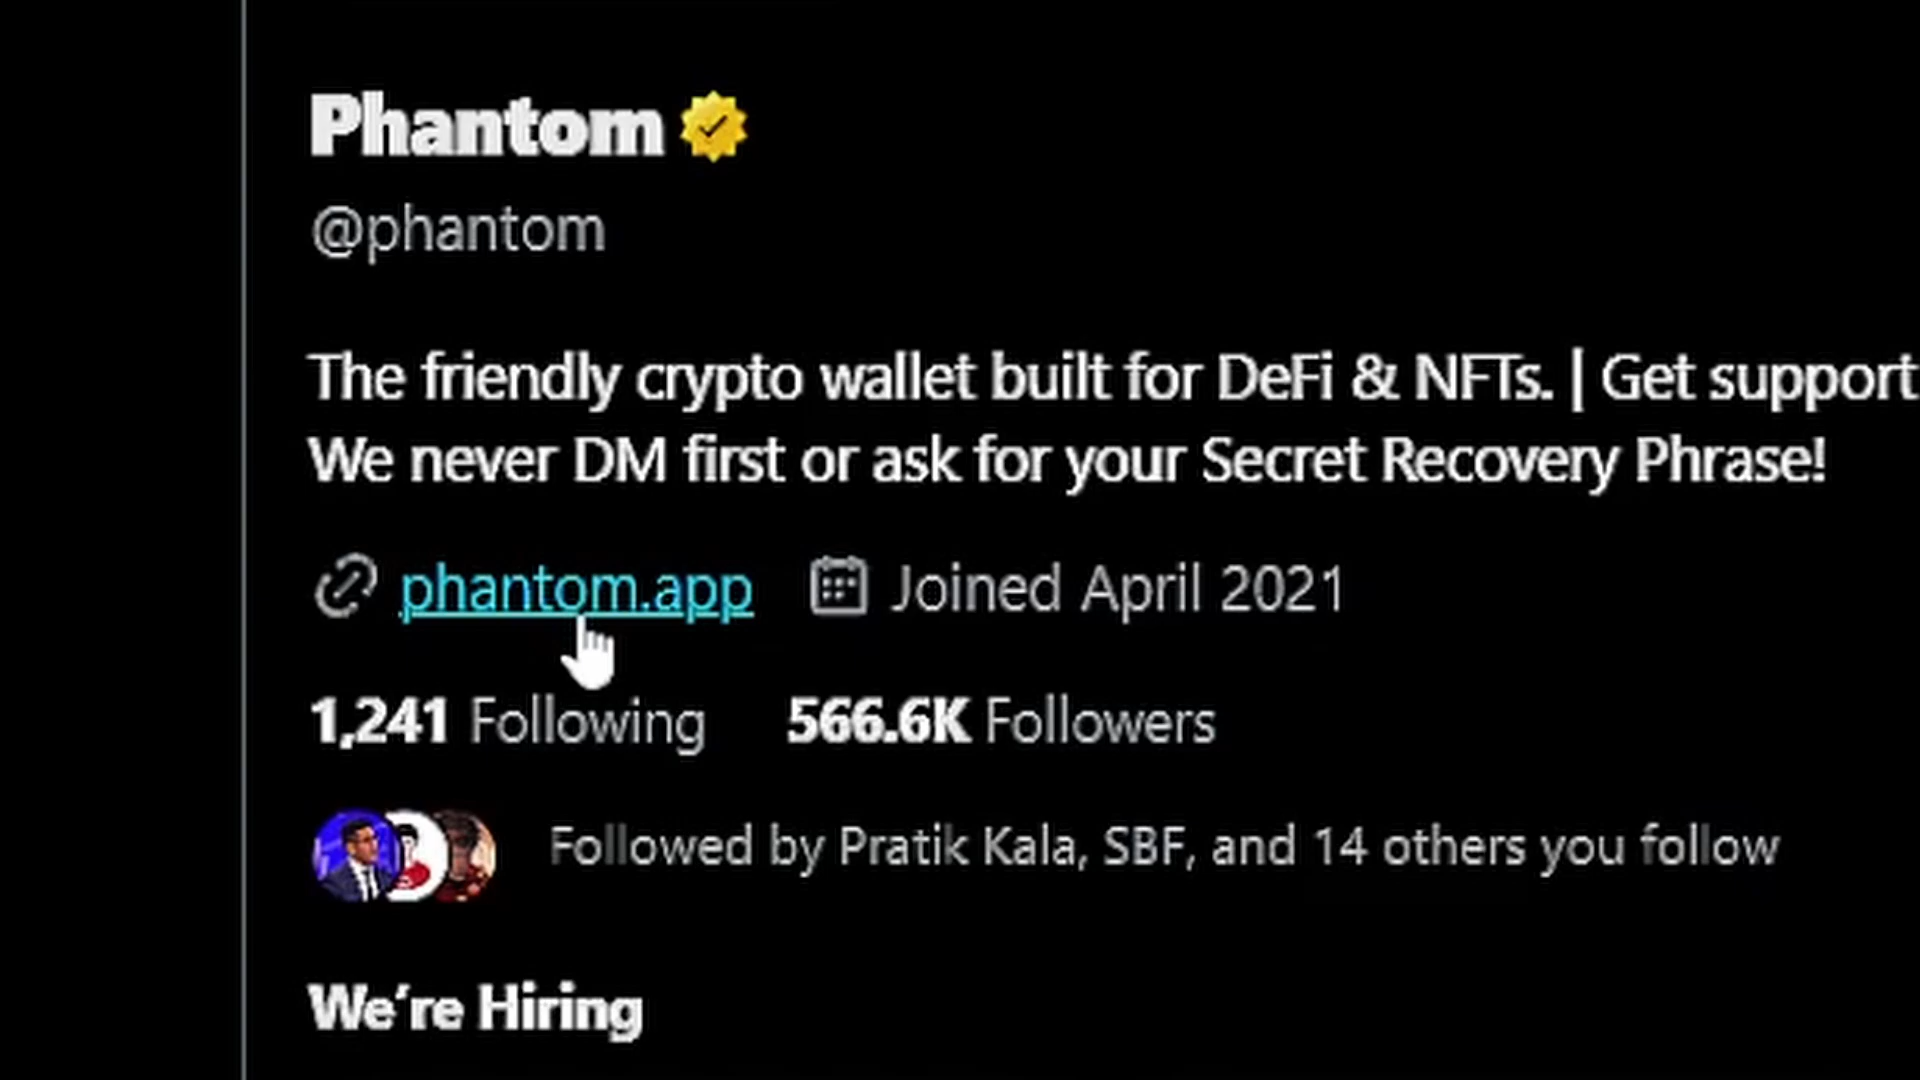 Phantom
@phantom
The friendly crypto wallet built for DeFi & NFTs. | Get support
We never DM first or ask for your Secret Recovery Phrase!
phantom.app Joined April 2021
1,241 Following 566.6K Followers
Followed by Pratik Kala, SBF, and 14 others you follow
We're Hiring